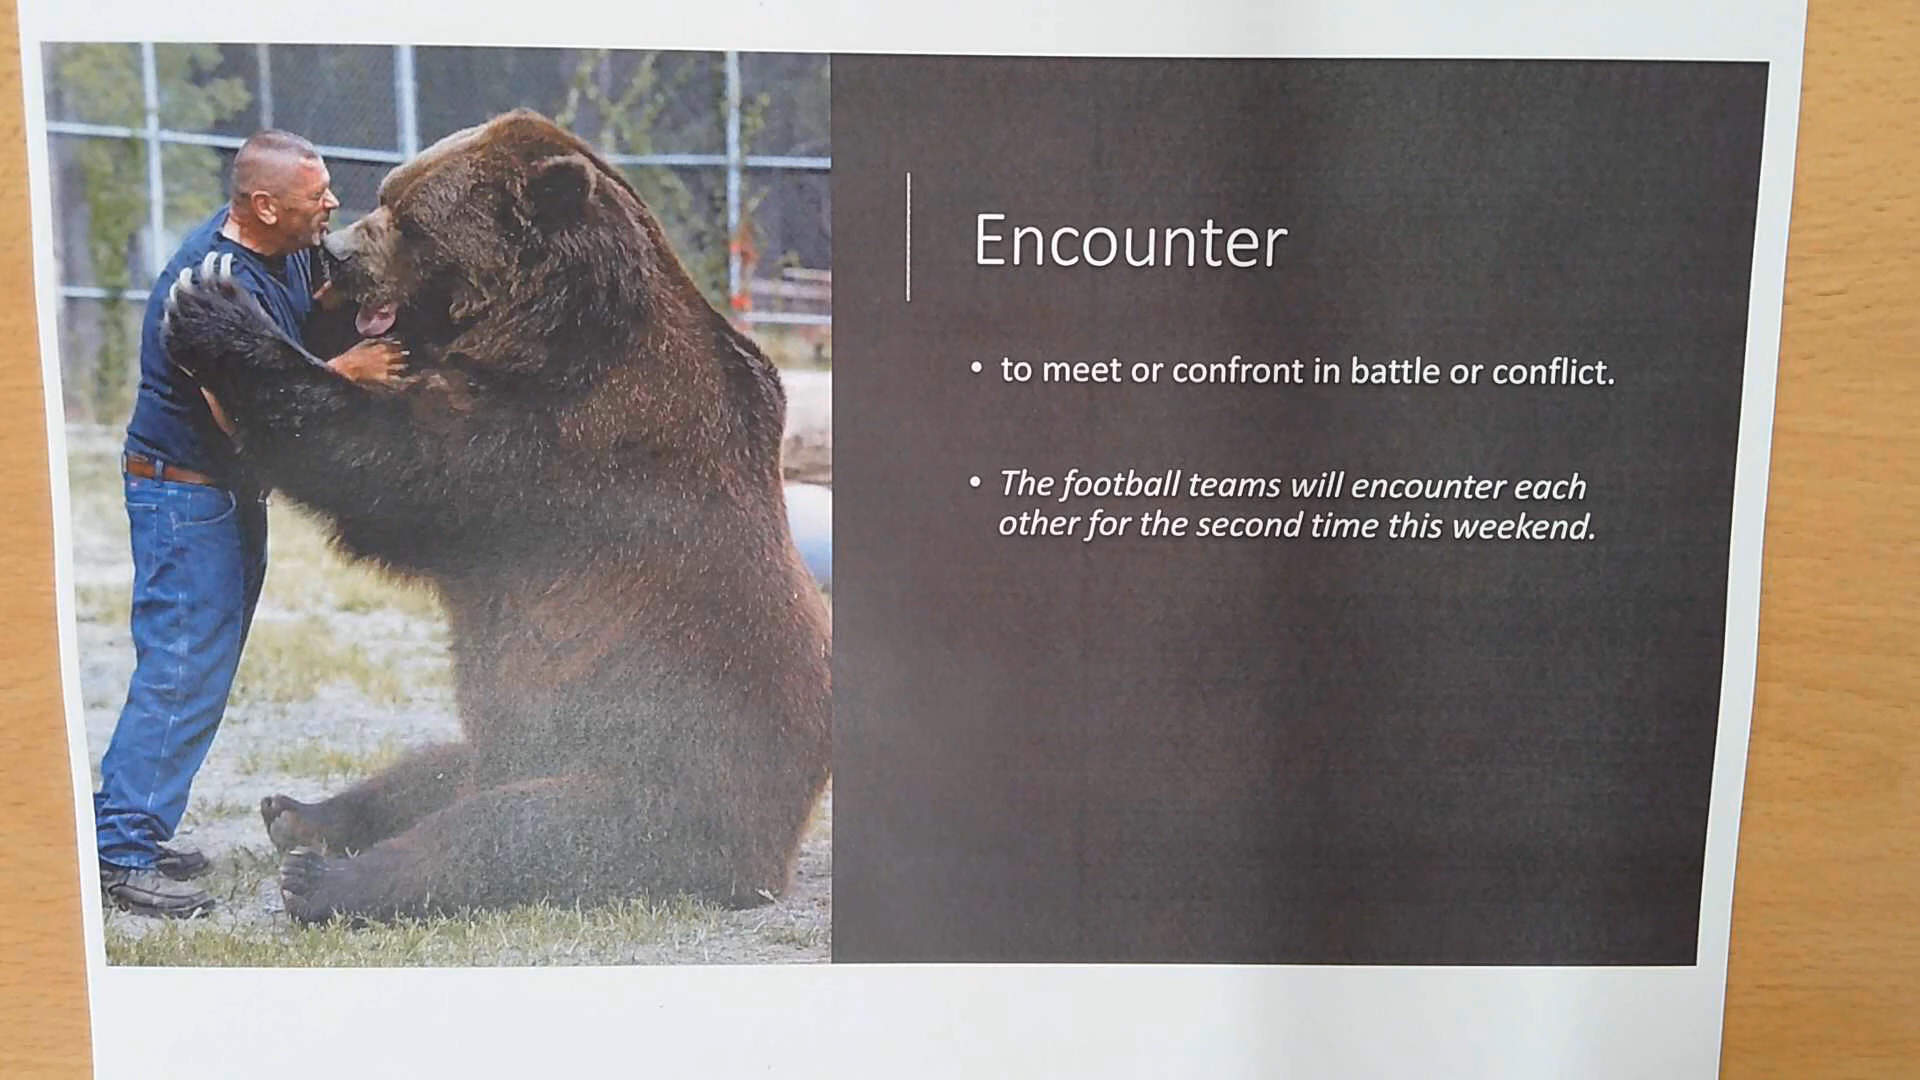 Encounter
• to meet or confront in battle or conflict.
• The football teams will encounter each
other for the second time this weekend.